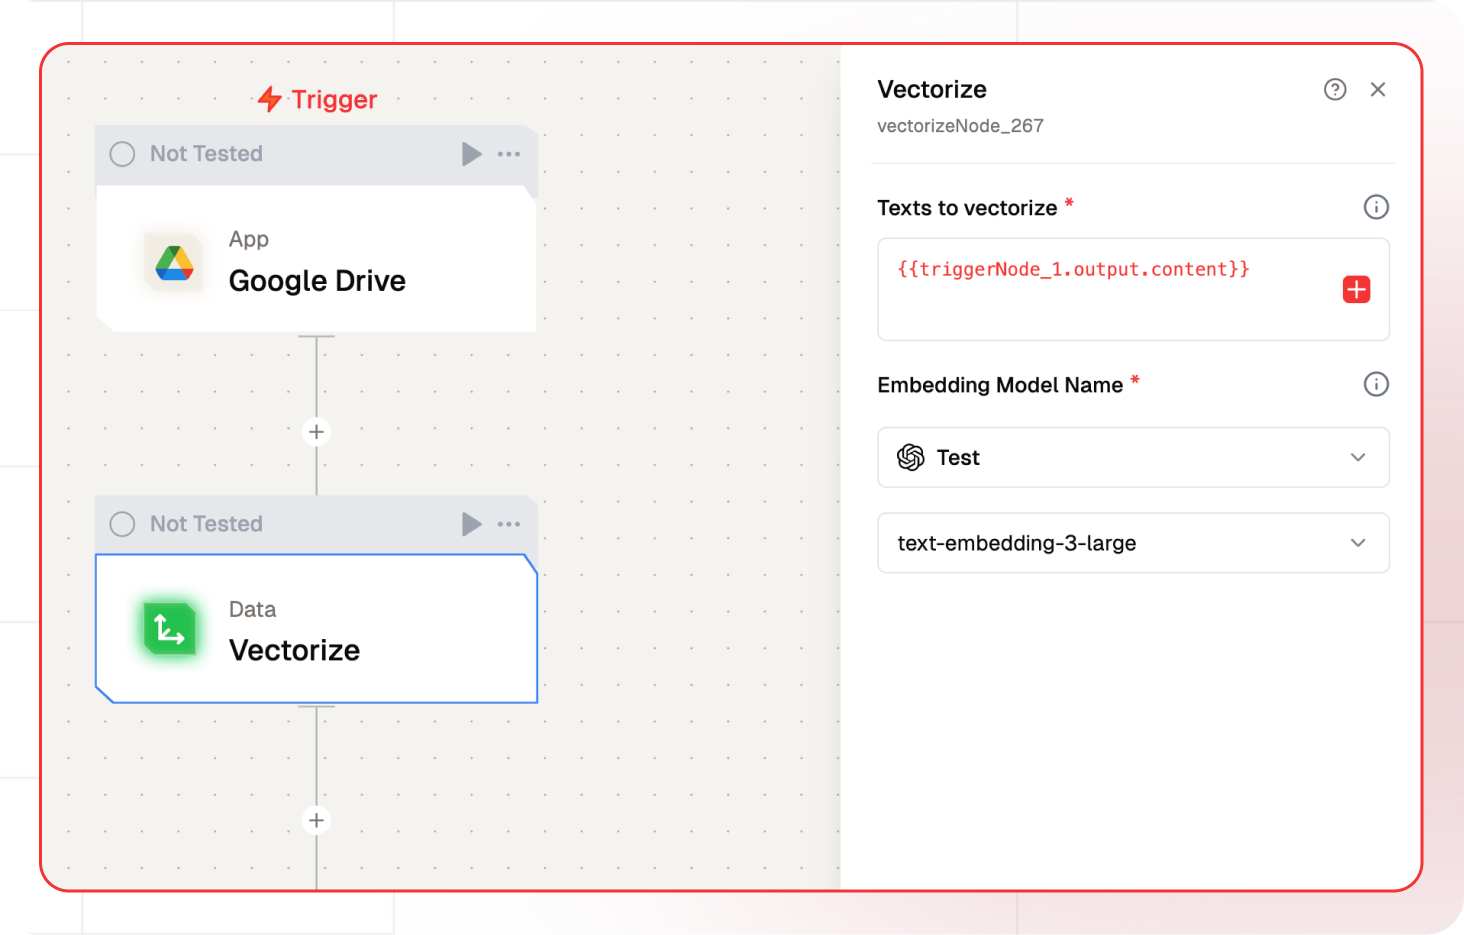 Trigger
Not Tested
App
Google Drive
Not Tested
Data
Vectorize
Vectorize
vectorizeNode_267
Texts to vectorize *
{{triggerNode_1.output.content}}
Embedding Model Name *
Test
text-embedding-3-large